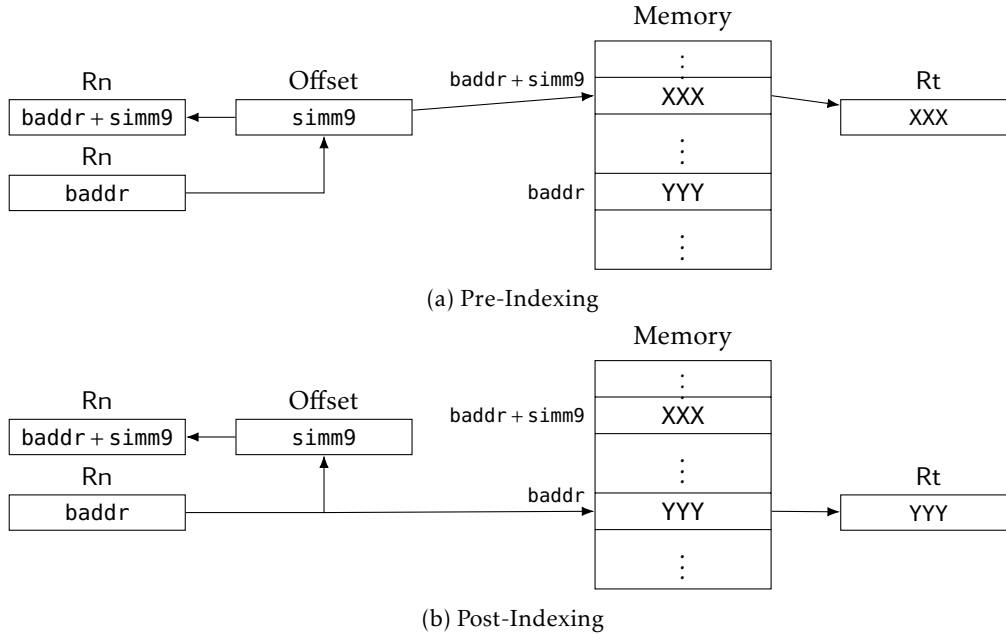 Memory
⋮
Rn Offset baddr + simm9 Rt
baddr + simm9 simm9 XXX XXX
Rn
⋮
baddr baddr YYY
⋮
(a) Pre-Indexing
Memory
⋮
Rn Offset baddr + simm9
baddr + simm9 simm9 XXX
⋮
Rn baddr Rt
baddr YYY YYY
⋮
(b) Post-Indexing